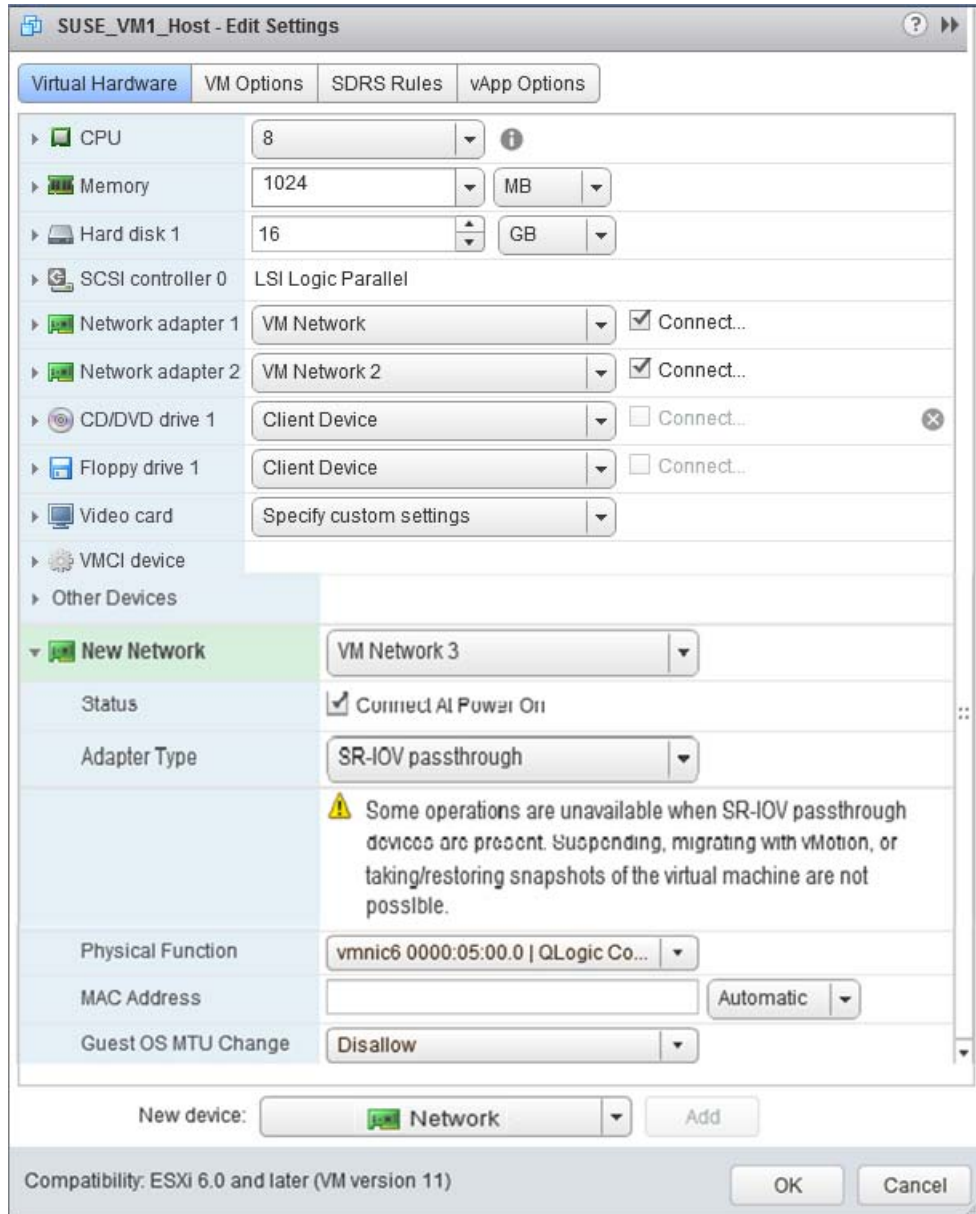 SUSE_VM1_Host - Edit Settings
Virtual Hardware VM Options SDRS Rules vApp Options
CPU 8
Memory 1024 MB
Hard disk 1 16 GB
SCSI controller 0 LSI Logic Parallel
Network adapter 1 VM Network Connect...
Network adapter 2 VM Network 2 Connect...
CD/DVD drive 1 Client Device Connect...
Floppy drive 1 Client Device Connect...
Video card Specify custom settings
VMCI device
Other Devices
New Network VM Network 3
Status Connect At Power On
Adapter Type SR-IOV passthrough
Some operations are unavailable when SR-IOV passthrough
devices are present. Suspending, migrating with vMotion, or
taking/restoring snapshots of the virtual machine are not
possible.
Physical Function vmnic6 0000:05:00.0 | QLogic Co...
MAC Address Automatic
Guest OS MTU Change Disallow
New device: Network Add
Compatibility: ESXi 6.0 and later (VM version 11) OK Cancel